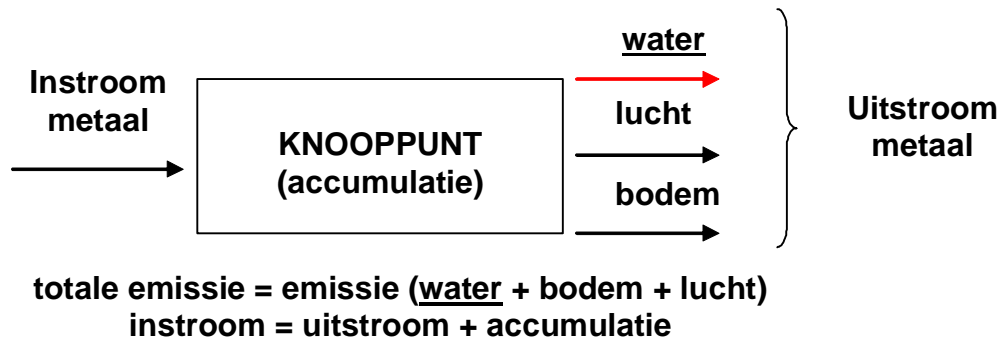 Instroom
metaal
KNOOPPUNT
(accumulatie)
water
lucht
bodem
Uitstroom
metaal
totale emissie = emissie (water + bodem + lucht)
instroom = uitstroom + accumulatie